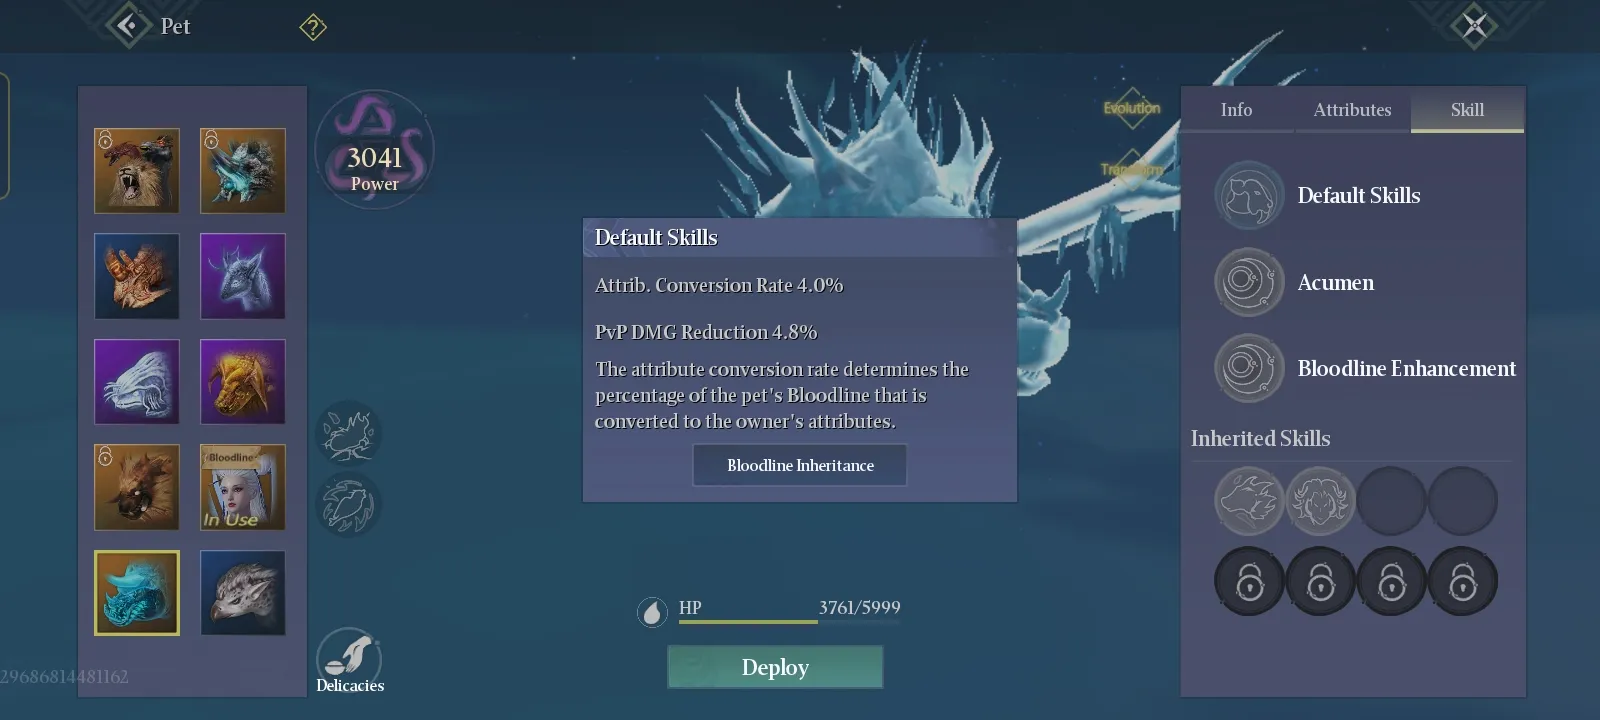 Pet
?
3041
Power
Evolution
Transform
Info
Attributes
Skill
Default Skills
Attrib. Conversion Rate 4.0%
PvP DMG Reduction 4.8%
The attribute conversion rate determines the
percentage of the pet's Bloodline that is
converted to the owner's attributes.
Bloodline Inheritance
Default Skills
Acumen
Bloodline Enhancement
Inherited Skills
Bloodline
In Use
HP
3761/5999
Deploy
Delicacies
29686814481162